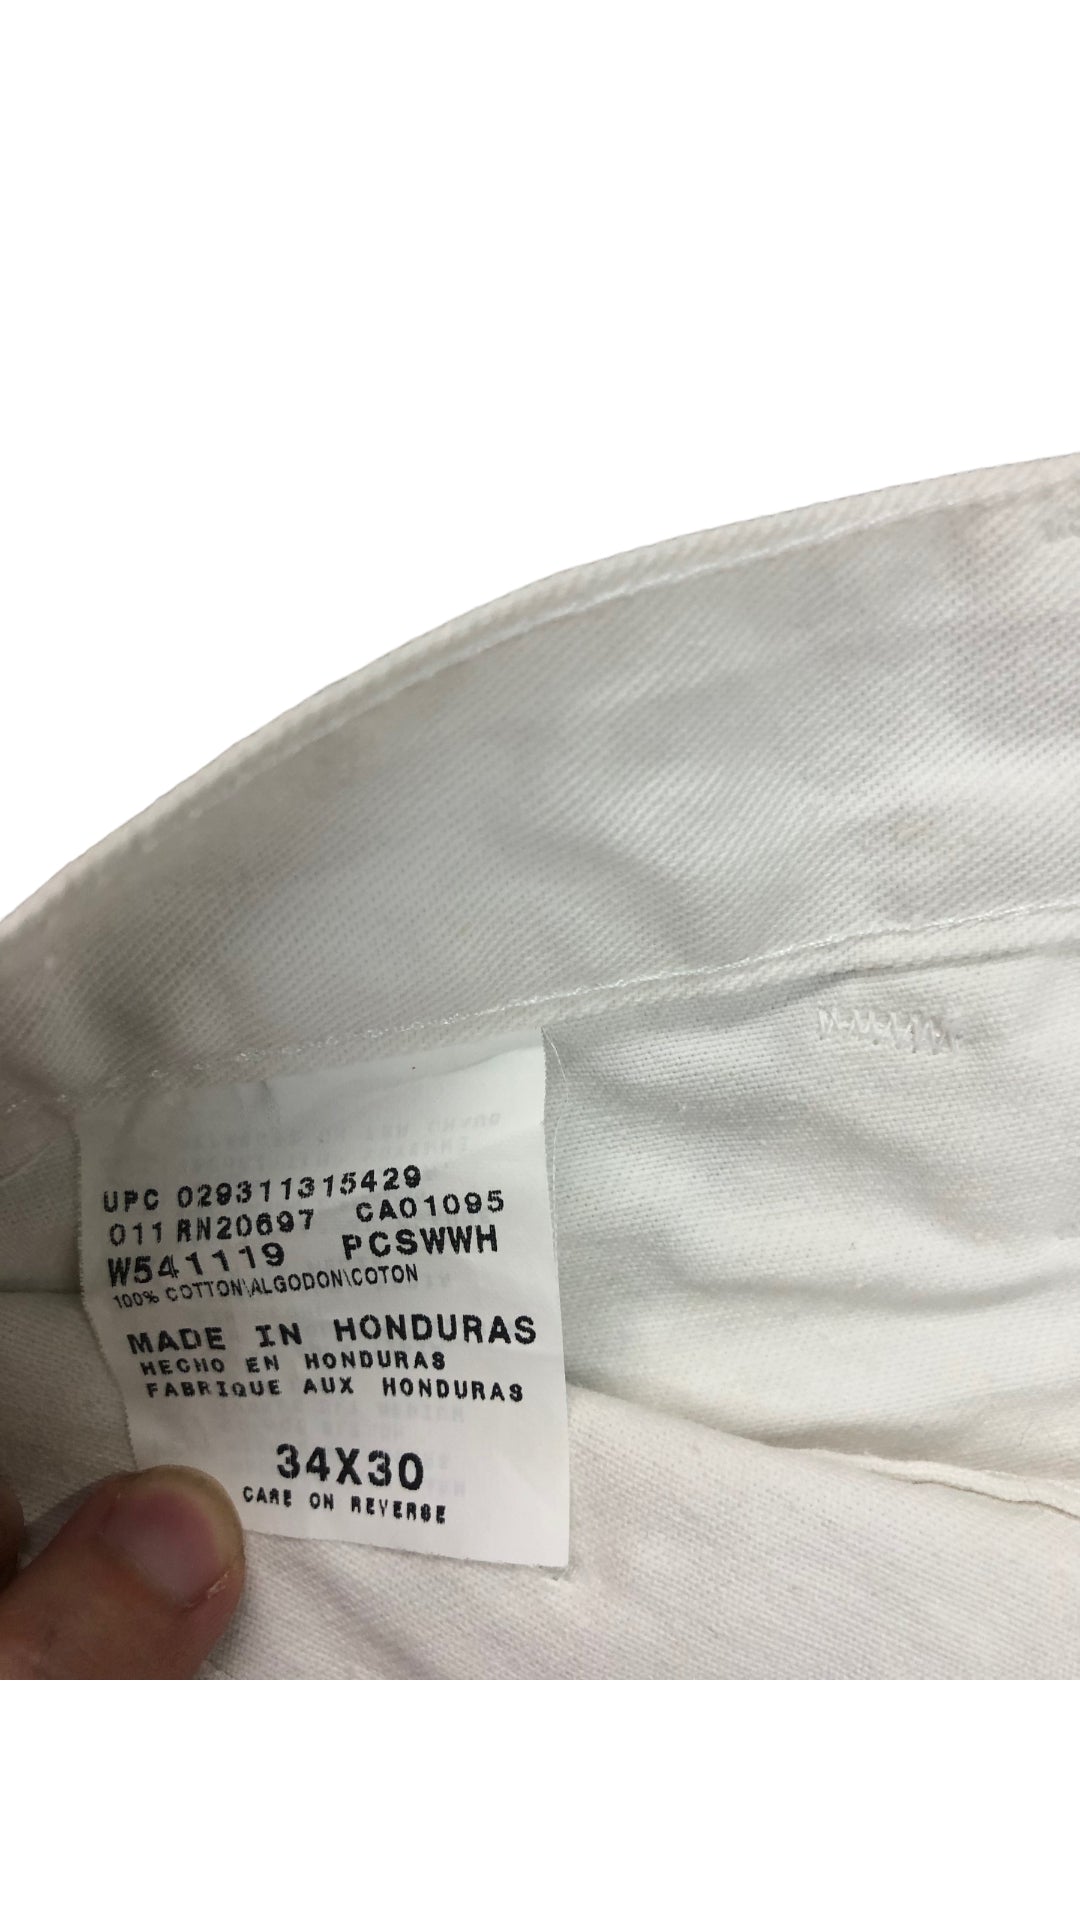 UPC 029311315429
011 RN20697 CA01095
W541119 PCSWWH
100% COTTON\ALGODON\COTON
MADE IN HONDURAS
HECHO EN HONDURAS
FABRIQUE AUX HONDURAS
34X30
CARE ON REVERSE